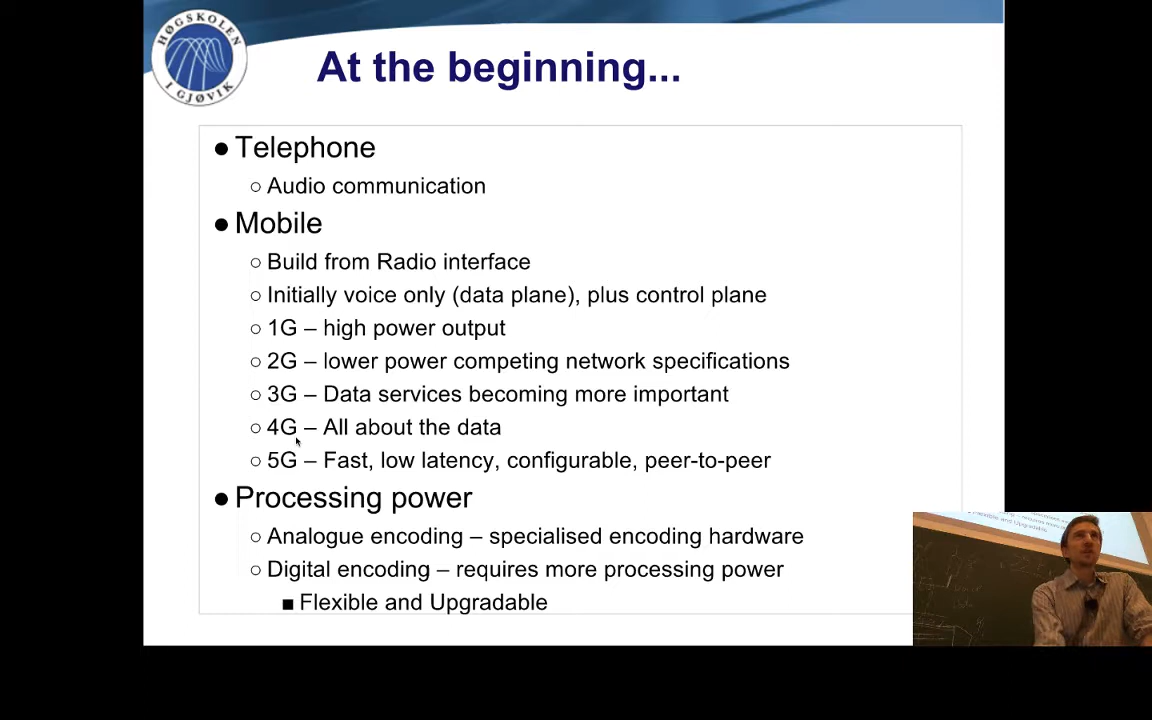 HØGSKOLEN
I GJØVIK
At the beginning...
● Telephone
○ Audio communication
● Mobile
○ Build from Radio interface
○ Initially voice only (data plane), plus control plane
○ 1G – high power output
○ 2G – lower power competing network specifications
○ 3G – Data services becoming more important
○ 4G – All about the data
○ 5G – Fast, low latency, configurable, peer-to-peer
● Processing power
○ Analogue encoding – specialised encoding hardware
○ Digital encoding – requires more processing power
■ Flexible and Upgradable